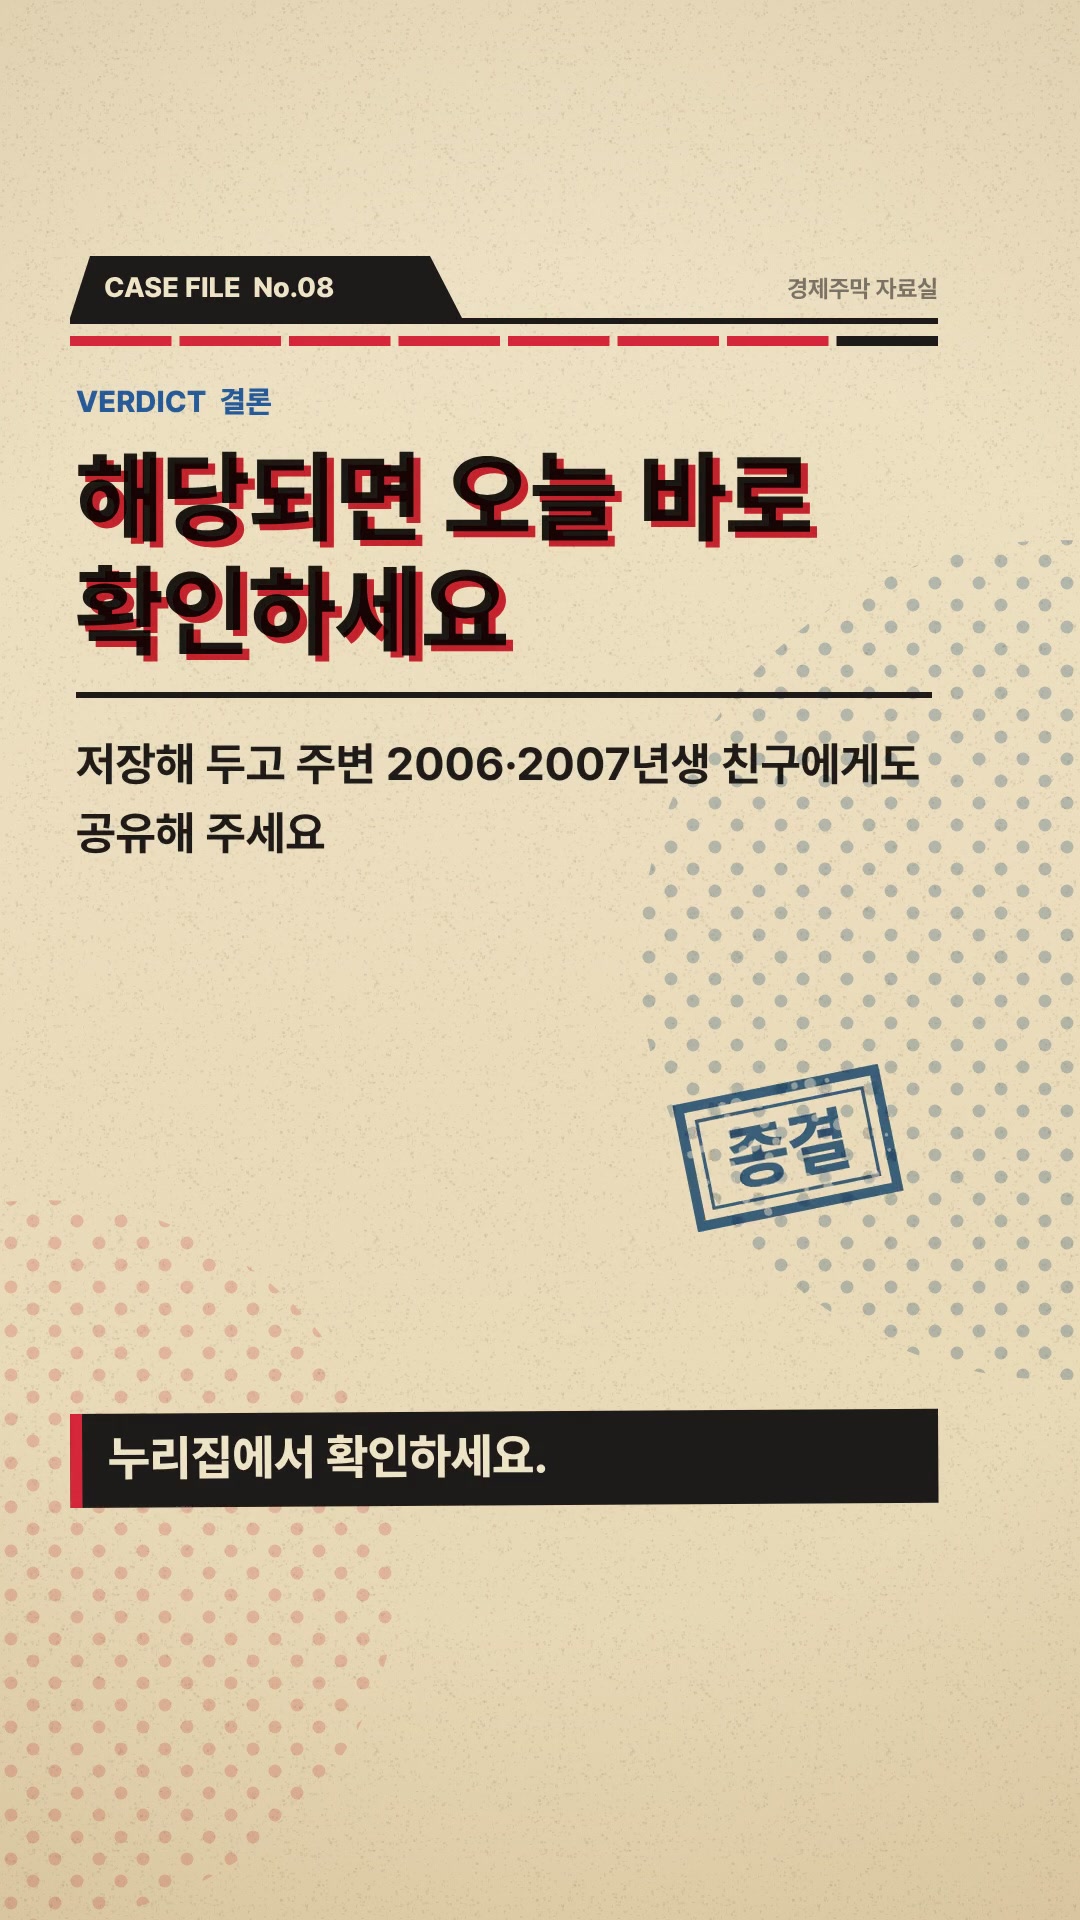 CASE FILE No.08
경제주막 자료실
VERDICT 결론
해당되면 오늘 바로
확인하세요
저장해 두고 주변 2006·2007년생 친구에게도
공유해 주세요
종결
누리집에서 확인하세요.